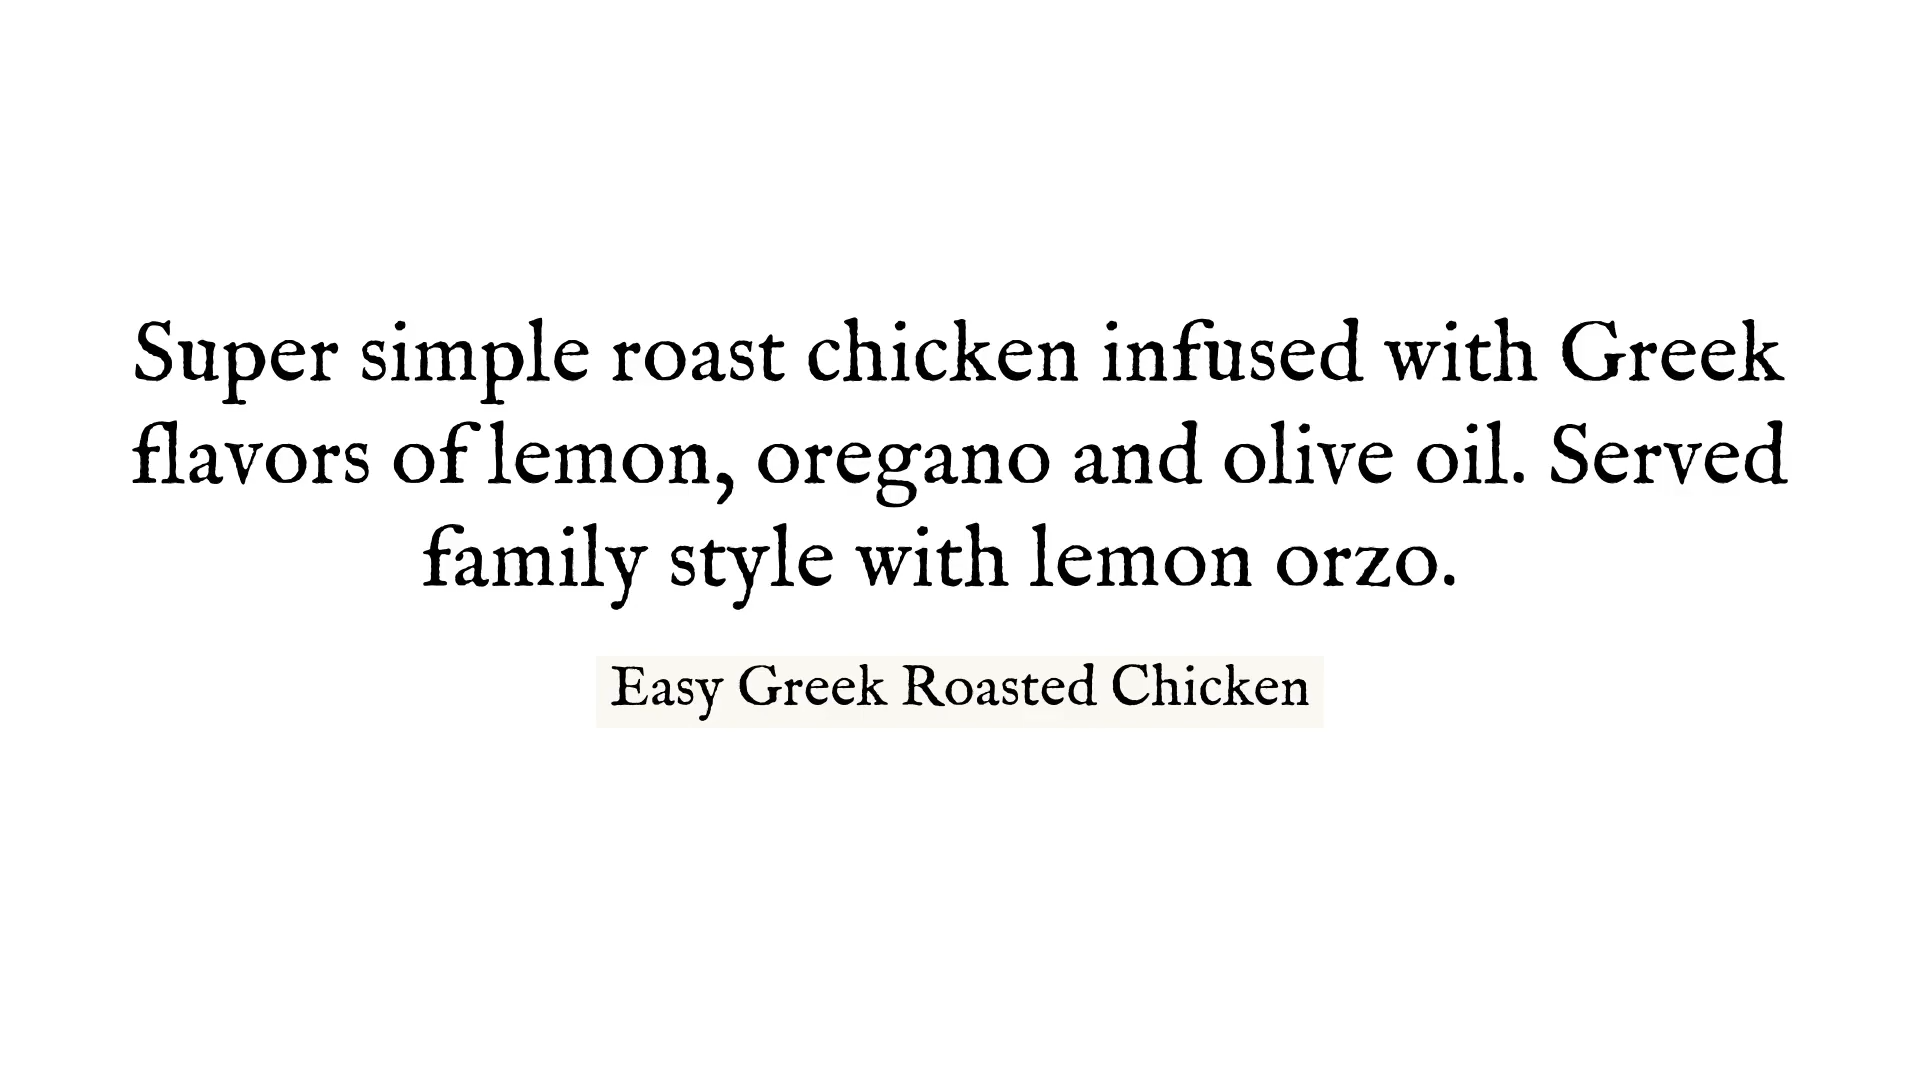 Super simple roast chicken infused with Greek
flavors of lemon, oregano and olive oil. Served
family style with lemon orzo.
Easy Greek Roasted Chicken